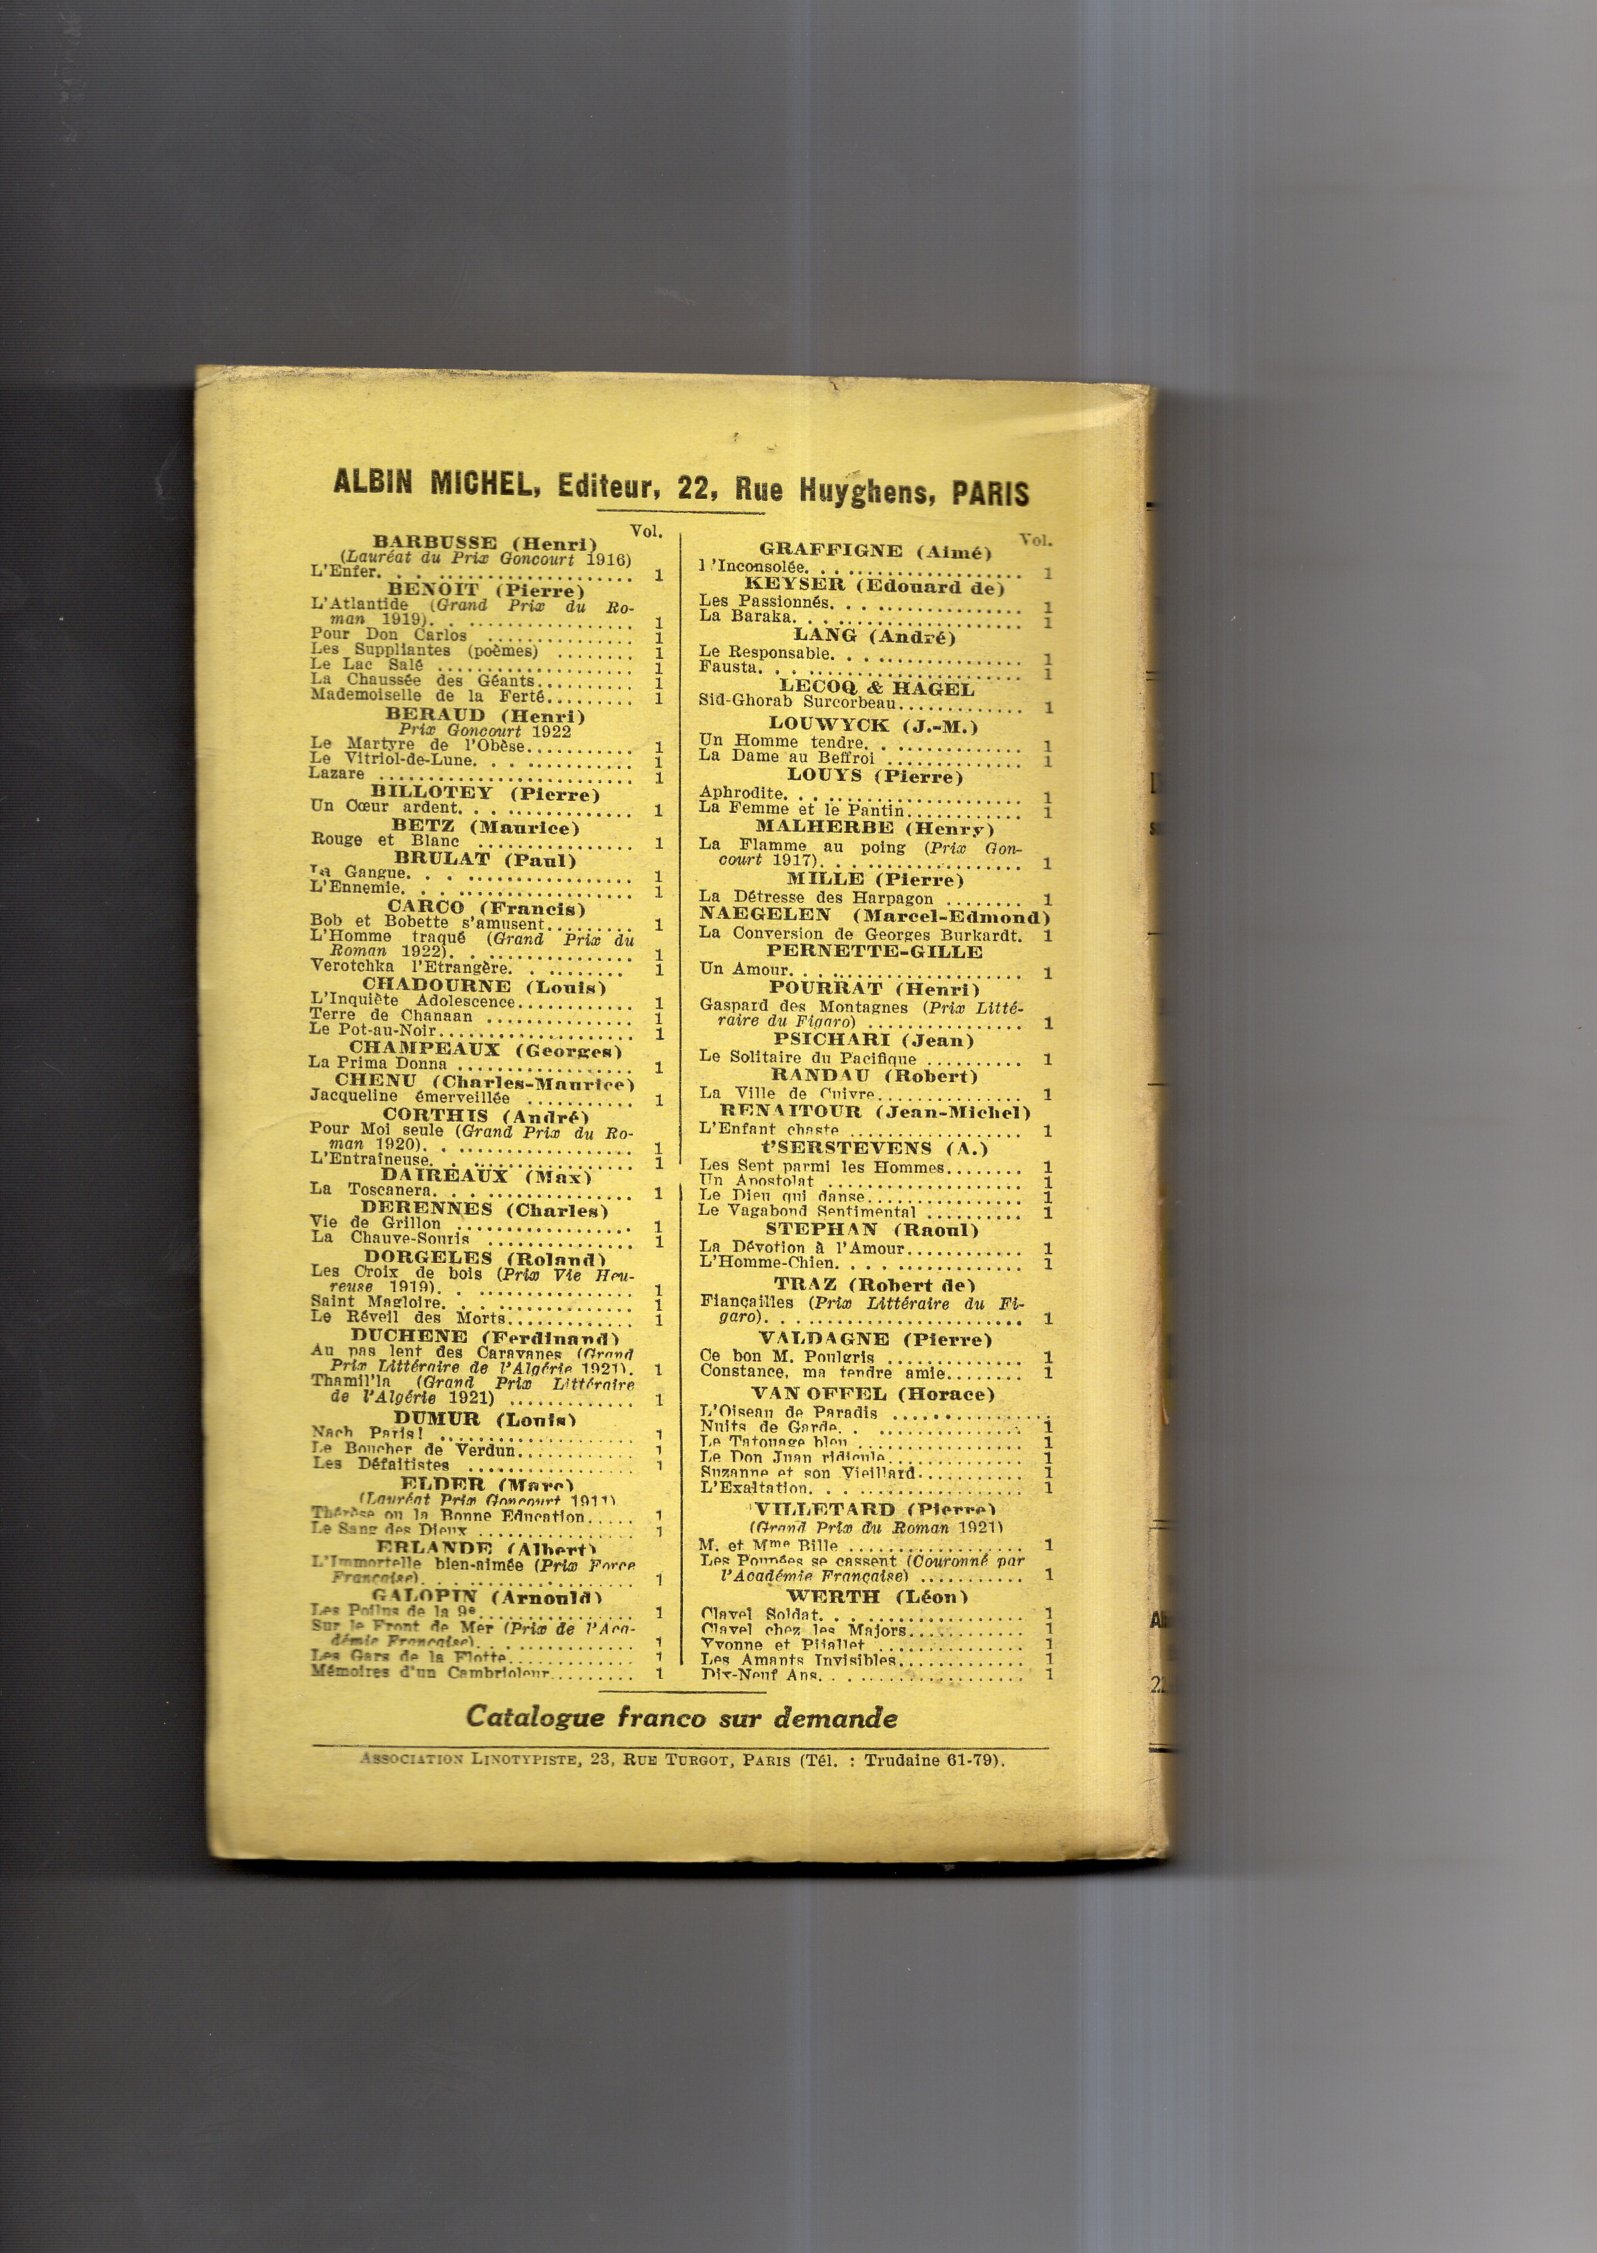 ALBIN MICHEL, Editeur, 22, Rue Huyghens, PARIS
Vol.
BARBUSSE (Henri)
(Lauréat du Prix Goncourt 1916)
L'Enfer. . . ..................... 1
BENOIT (Pierre)
L'Atlantide (Grand Prix du Ro-
man 1919). . .................. 1
Pour Don Carlos ............... 1
Les Suppliantes (poèmes) ........ 1
Le Lac Salé ................... 1
La Chaussée des Géants.......... 1
Mademoiselle de la Ferté......... 1
BERAUD (Henri)
Prix Goncourt 1922
Le Martyre de l'Obèse........... 1
Le Vitriol-de-Lune. . . ........... 1
Lazare ......................... 1
BILLOTEY (Pierre)
Un Cœur ardent. . . ............. 1
BETZ (Maurice)
Rouge et Blanc ................ 1
BRULAT (Paul)
La Gangue. . . ................. 1
L'Ennemie. . . .................. 1
CARCO (Francis)
Bob et Bobette s'amusent......... 1
L'Homme traqué (Grand Prix du
Roman 1922). . ................ 1
Verotchka l'Etrangère. . ........ 1
CHADOURNE (Louis)
L'Inquiète Adolescence............ 1
Terre de Chanaan ............... 1
Le Pot-au-Noir.................... 1
CHAMPEAUX (Georges)
La Prima Donna .................. 1
CHENU (Charles-Maurice)
Jacqueline émerveillée ........... 1
CORTHIS (André)
Pour Moi seule (Grand Prix du Ro-
man 1920). . ................... 1
L'Entraîneuse. . ................. 1
DAIREAUX (Max)
La Toscanera. . . ................ 1
DERENNES (Charles)
Vie de Grillon .................. 1
La Chauve-Souris ............... 1
DORGELES (Roland)
Les Croix de bois (Prix Vie Heu-
reuse 1919). . ................. 1
Saint Magloire. . . .............. 1
Le Réveil des Morts............. 1
DUCHENE (Ferdinand)
Au pas lent des Caravanes (Grand
Prix Littéraire de l'Algérie 1921). 1
Thamil'la (Grand Prix Littéraire
de l'Algérie 1921) ............. 1
DUMUR (Louis)
Nach Paris! .................... 1
Le Boucher de Verdun............ 1
Les Défaitistes ................. 1
ELDER (Marc)
(Lauréat Prix Goncourt 1911)
Thérèse ou la Bonne Education..... 1
Le Sang des Dieux ................ 1
ERLANDE (Albert)
L'Immortelle bien-aimée (Prix Force
Française). . ................... 1
GALOPIN (Arnould)
Les Poilus de la 9e................ 1
Sur le Front de Mer (Prix de l'Aca-
démie Française). . ............. 1
Les Gars de la Flotte............. 1
Mémoires d'un Cambrioleur......... 1
Vol.
GRAFFIGNE (Aimé)
l'Inconsolée. . . ................... 1
KEYSER (Edouard de)
Les Passionnés. . . ............... 1
La Baraka. . . .................... 1
LANG (André)
Le Responsable. . . ............... 1
Fausta. . . ........................ 1
LECOQ & HAGEL
Sid-Ghorab Surcorbeau............. 1
LOUWYCK (J.-M.)
Un Homme tendre. . ............. 1
La Dame au Beffroi .............. 1
LOUYS (Pierre)
Aphrodite. . . .................... 1
La Femme et le Pantin............ 1
MALHERBE (Henry)
La Flamme au poing (Prix Gon-
court 1917). . . ................. 1
MILLE (Pierre)
La Détresse des Harpagon ........ 1
NAEGELEN (Marcel-Edmond)
La Conversion de Georges Burkardt. 1
PERNETTE-GILLE
Un Amour. . . .................... 1
POURRAT (Henri)
Gaspard des Montagnes (Prix Litté-
raire du Figaro) ................ 1
PSICHARI (Jean)
Le Solitaire du Pacifique .......... 1
RANDAU (Robert)
La Ville de Cuivre............... 1
RENAITOUR (Jean-Michel)
L'Enfant chaste .................. 1
t'SERSTEVENS (A.)
Les Sept parmi les Hommes........ 1
Un Apostolat .................... 1
Le Dieu qui danse................ 1
Le Vagabond Sentimental .......... 1
STEPHAN (Raoul)
La Dévotion à l'Amour............ 1
L'Homme-Chien. . . .............. 1
TRAZ (Robert de)
Fiançailles (Prix Littéraire du Fi-
garo). . . ....................... 1
VALDAGNE (Pierre)
Ce bon M. Poulgris .............. 1
Constance, ma tendre amie........ 1
VAN OFFEL (Horace)
L'Oiseau de Paradis ................
Nuits de Garde. . ............... 1
Le Tatouage bleu ................. 1
Le Don Juan ridicule.............. 1
Suzanne et son Vieillard........... 1
L'Exaltation. . . ................. 1
VILLETARD (Pierre)
(Grand Prix du Roman 1921)
M. et Mme Bille .................. 1
Les Poupées se cassent (Couronné par
l'Académie Française) ........... 1
WERTH (Léon)
Clavel Soldat. . . ................. 1
Clavel chez les Majors............ 1
Yvonne et Pijallet ............... 1
Les Amants Invisibles............. 1
Dix-Neuf Ans. . . ................ 1
Catalogue franco sur demande
ASSOCIATION LINOTYPISTE, 23, RUE TURGOT, PARIS (Tél. : Trudaine 61-79).